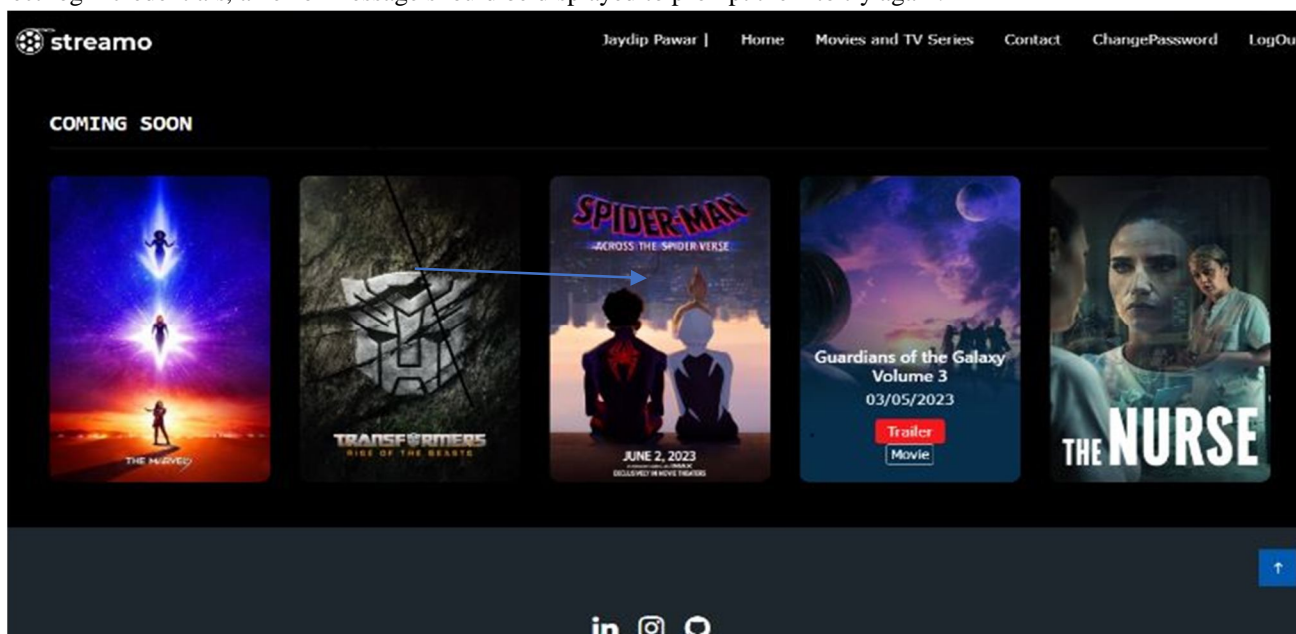 streamo
Jaydip Pawar | Home Movies and TV Series Contact ChangePassword LogOu
COMING SOON
THE MARVELS
TRANSFORMERS
RISE OF THE BEASTS
SPIDER-MAN
ACROSS THE SPIDER-VERSE
JUNE 2, 2023
EXCLUSIVELY IN MOVIE THEATERS
Guardians of the Galaxy
Volume 3
03/05/2023
Trailer
Movie
THE NURSE
in